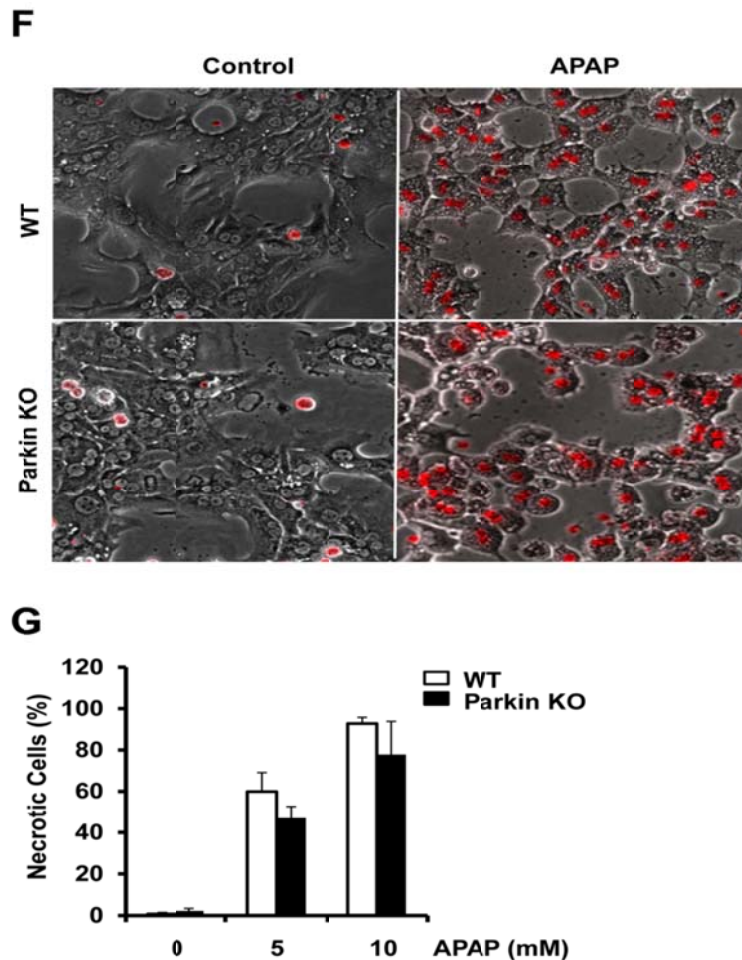 F
Control APAP
WT
Parkin KO
G
Necrotic Cells (%)
120
100
80
60
40
20
0
WT
Parkin KO
0 5 10 APAP (mM)